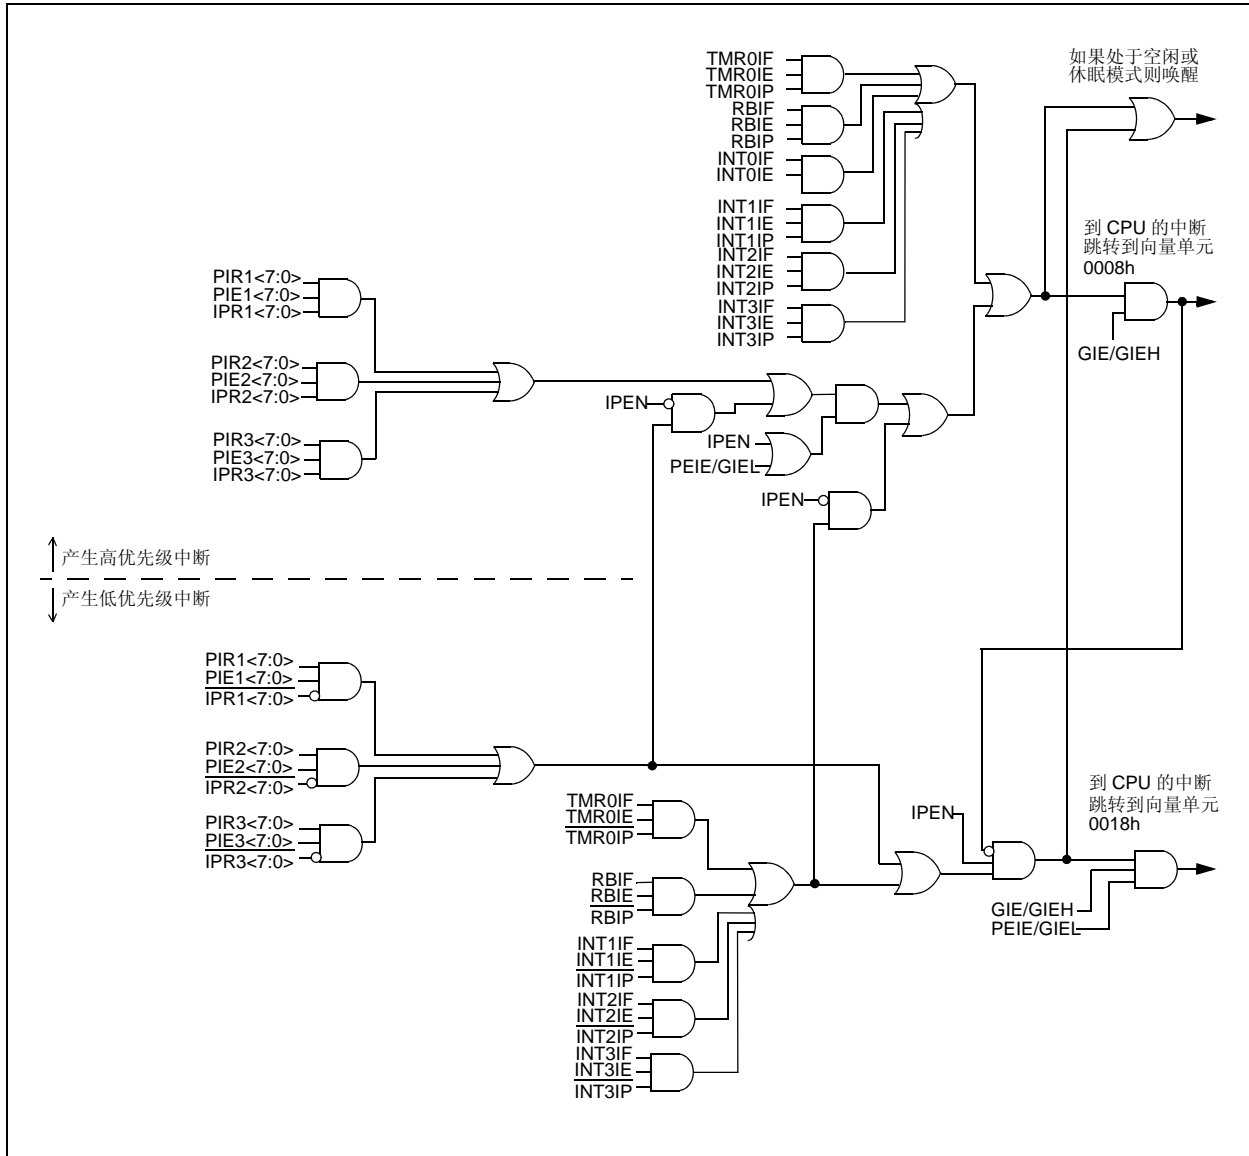 TMR0IF
TMR0IE
TMR0IP
RBIF
RBIE
RBIP
INT0IF
INT0IE
INT1IF
INT1IE
INT1IP
INT2IF
INT2IE
INT2IP
INT3IF
INT3IE
INT3IP
如果处于空闲或
休眠模式则唤醒
到 CPU 的中断
跳转到向量单元
0008h
GIE/GIEH
PIR1<7:0>
PIE1<7:0>
IPR1<7:0>
PIR2<7:0>
PIE2<7:0>
IPR2<7:0>
PIR3<7:0>
PIE3<7:0>
IPR3<7:0>
IPEN
IPEN
PEIE/GIEL
IPEN
产生高优先级中断
产生低优先级中断
PIR1<7:0>
PIE1<7:0>
IPR1<7:0>
PIR2<7:0>
PIE2<7:0>
IPR2<7:0>
PIR3<7:0>
PIE3<7:0>
IPR3<7:0>
TMR0IF
TMR0IE
TMR0IP
RBIF
RBIE
RBIP
INT1IF
INT1IE
INT1IP
INT2IF
INT2IE
INT2IP
INT3IF
INT3IE
INT3IP
IPEN
到 CPU 的中断
跳转到向量单元
0018h
GIE/GIEH
PEIE/GIEL